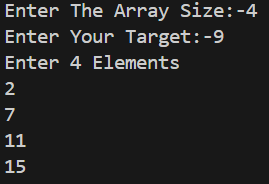 Enter The Array Size:-4
Enter Your Target:-9
Enter 4 Elements
2
7
11
15